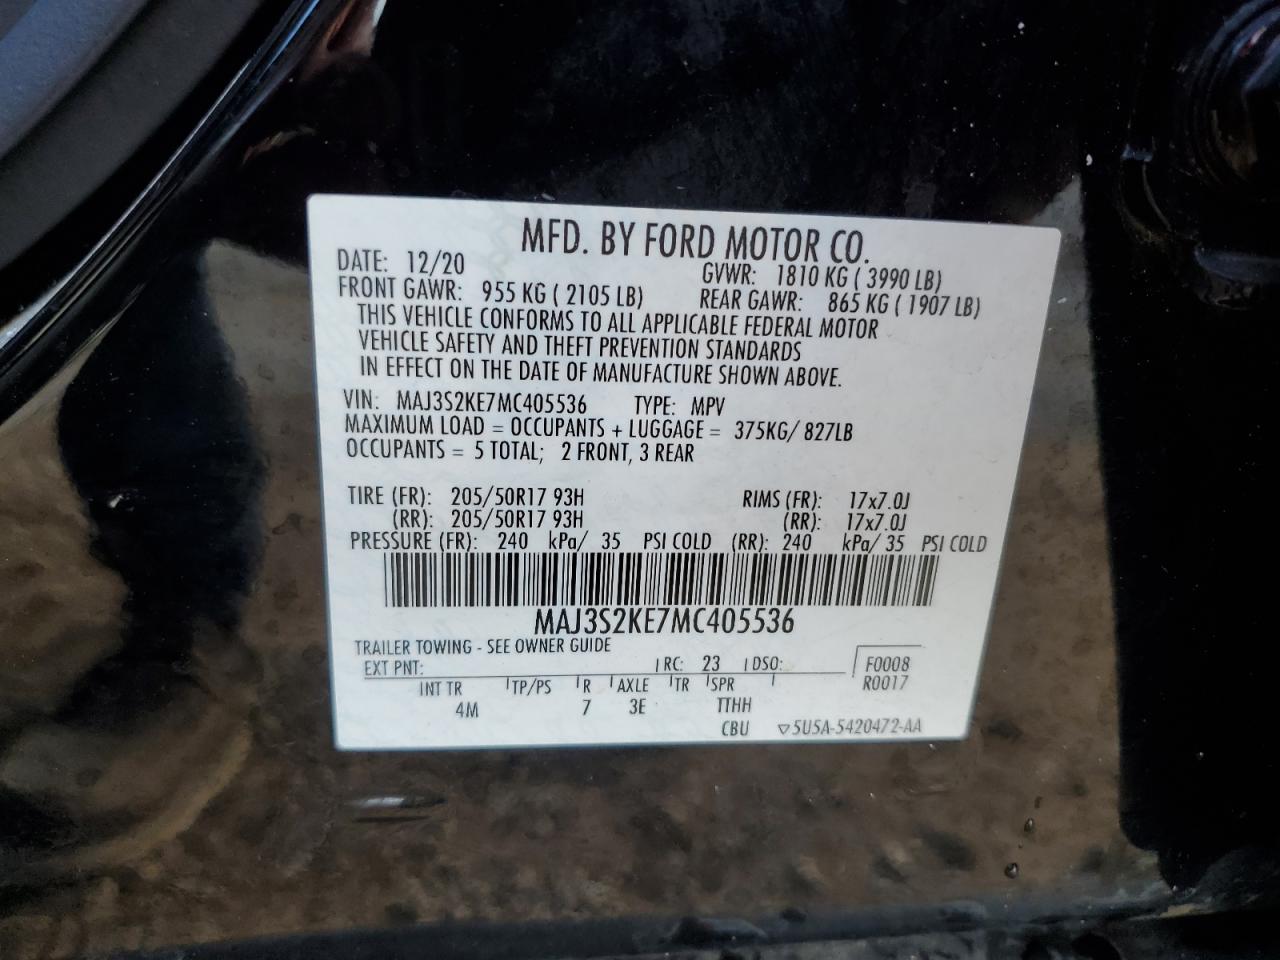 MFD. BY FORD MOTOR CO.
DATE: 12/20 GVWR: 1810 KG ( 3990 LB)
FRONT GAWR: 955 KG ( 2105 LB) REAR GAWR: 865 KG ( 1907 LB)
THIS VEHICLE CONFORMS TO ALL APPLICABLE FEDERAL MOTOR
VEHICLE SAFETY AND THEFT PREVENTION STANDARDS
IN EFFECT ON THE DATE OF MANUFACTURE SHOWN ABOVE.
VIN: MAJ3S2KE7MC405536 TYPE: MPV
MAXIMUM LOAD = OCCUPANTS + LUGGAGE = 375KG/ 827LB
OCCUPANTS = 5 TOTAL; 2 FRONT, 3 REAR
TIRE (FR): 205/50R17 93H RIMS (FR): 17x7.0J
(RR): 205/50R17 93H (RR): 17x7.0J
PRESSURE (FR): 240 kPa/ 35 PSI COLD (RR): 240 kPa/ 35 PSI COLD
MAJ3S2KE7MC405536
TRAILER TOWING - SEE OWNER GUIDE
EXT PNT: RC: 23 DSO: F0008
R0017
INT TR TP/PS R AXLE TR SPR
4M 7 3E TTHH
CBU ▽5U5A-5420472-AA